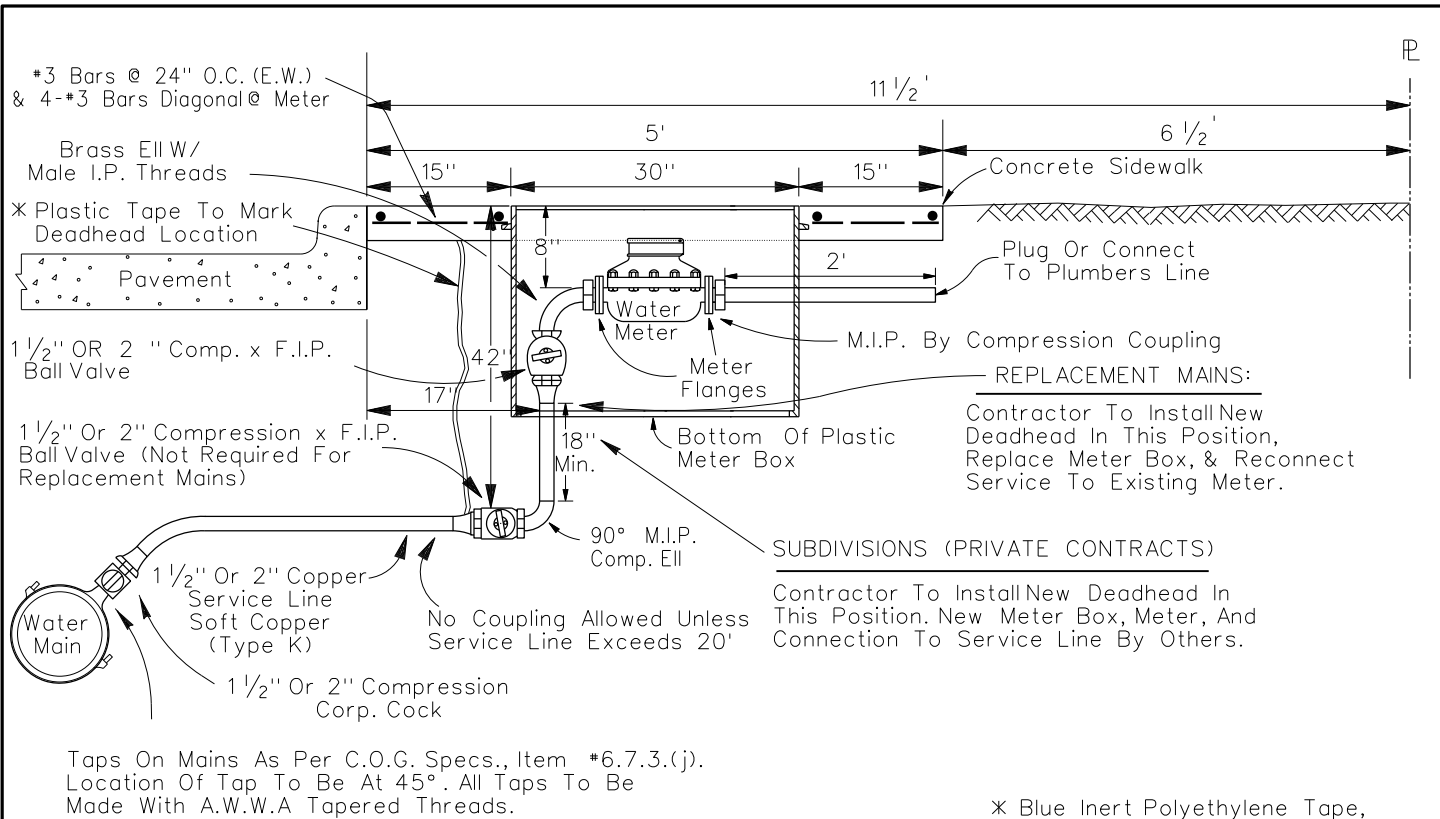 #3 Bars @ 24" O.C. (E.W.)
& 4-#3 Bars Diagonal @ Meter
Brass Ell W/
Male I.P. Threads
* Plastic Tape To Mark
Deadhead Location
Pavement
1 1/2" OR 2 " Comp. x F.I.P.
Ball Valve
1 1/2" Or 2" Compression x F.I.P.
Ball Valve (Not Required For
Replacement Mains)
11 1/2'
5'
6 1/2'
15"
30"
15"
PL
Concrete Sidewalk
8"
2'
Plug Or Connect
To Plumbers Line
Water
Meter
M.I.P. By Compression Coupling
Meter
Flanges
42'
17"
18"
Min.
Bottom Of Plastic
Meter Box
REPLACEMENT MAINS:
Contractor To Install New
Deadhead In This Position,
Replace Meter Box, & Reconnect
Service To Existing Meter.
90° M.I.P.
Comp. Ell
SUBDIVISIONS (PRIVATE CONTRACTS)
Contractor To Install New Deadhead In
This Position. New Meter Box, Meter, And
Connection To Service Line By Others.
Water
Main
1 1/2" Or 2" Copper
Service Line
Soft Copper
(Type K)
No Coupling Allowed Unless
Service Line Exceeds 20'
1 1/2" Or 2" Compression
Corp. Cock
Taps On Mains As Per C.O.G. Specs., Item #6.7.3.(j).
Location Of Tap To Be At 45°. All Taps To Be
Made With A.W.W.A Tapered Threads.
* Blue Inert Polyethylene Tape,